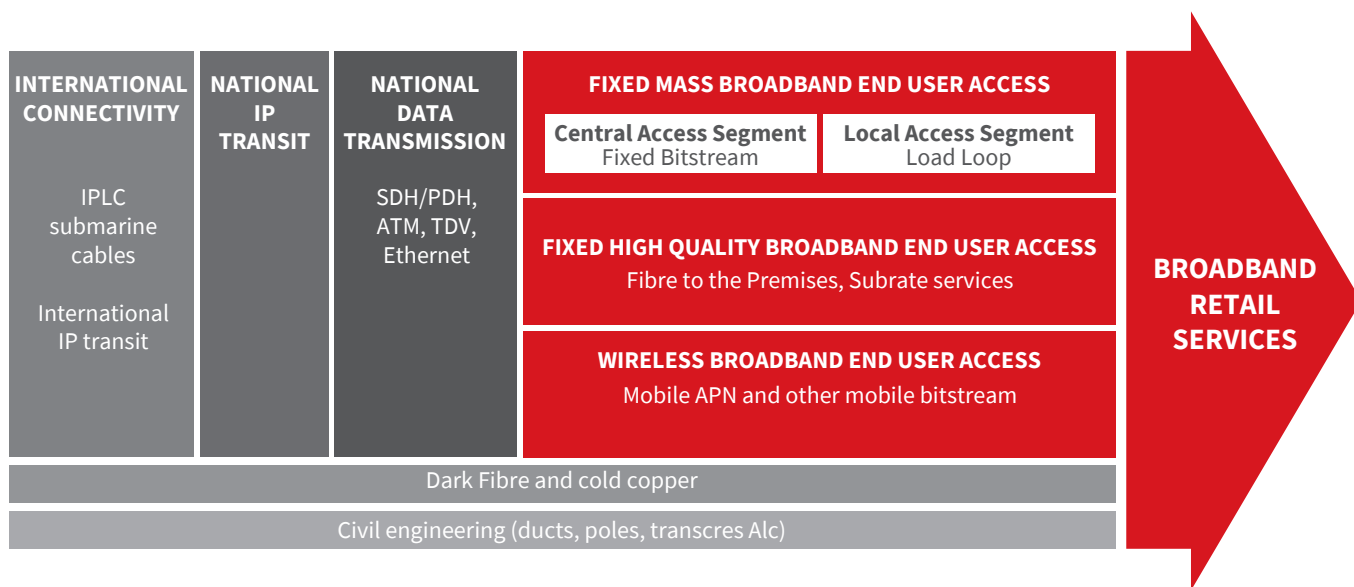 INTERNATIONAL
CONNECTIVITY
IPLC
submarine
cables
International
IP transit
NATIONAL
IP
TRANSIT
NATIONAL
DATA
TRANSMISSION
SDH/PDH,
ATM, TDV,
Ethernet
FIXED MASS BROADBAND END USER ACCESS
Central Access Segment
Fixed Bitstream
Local Access Segment
Load Loop
FIXED HIGH QUALITY BROADBAND END USER ACCESS
Fibre to the Premises, Subrate services
WIRELESS BROADBAND END USER ACCESS
Mobile APN and other mobile bitstream
BROADBAND
RETAIL
SERVICES
Dark Fibre and cold copper
Civil engineering (ducts, poles, transcres Alc)